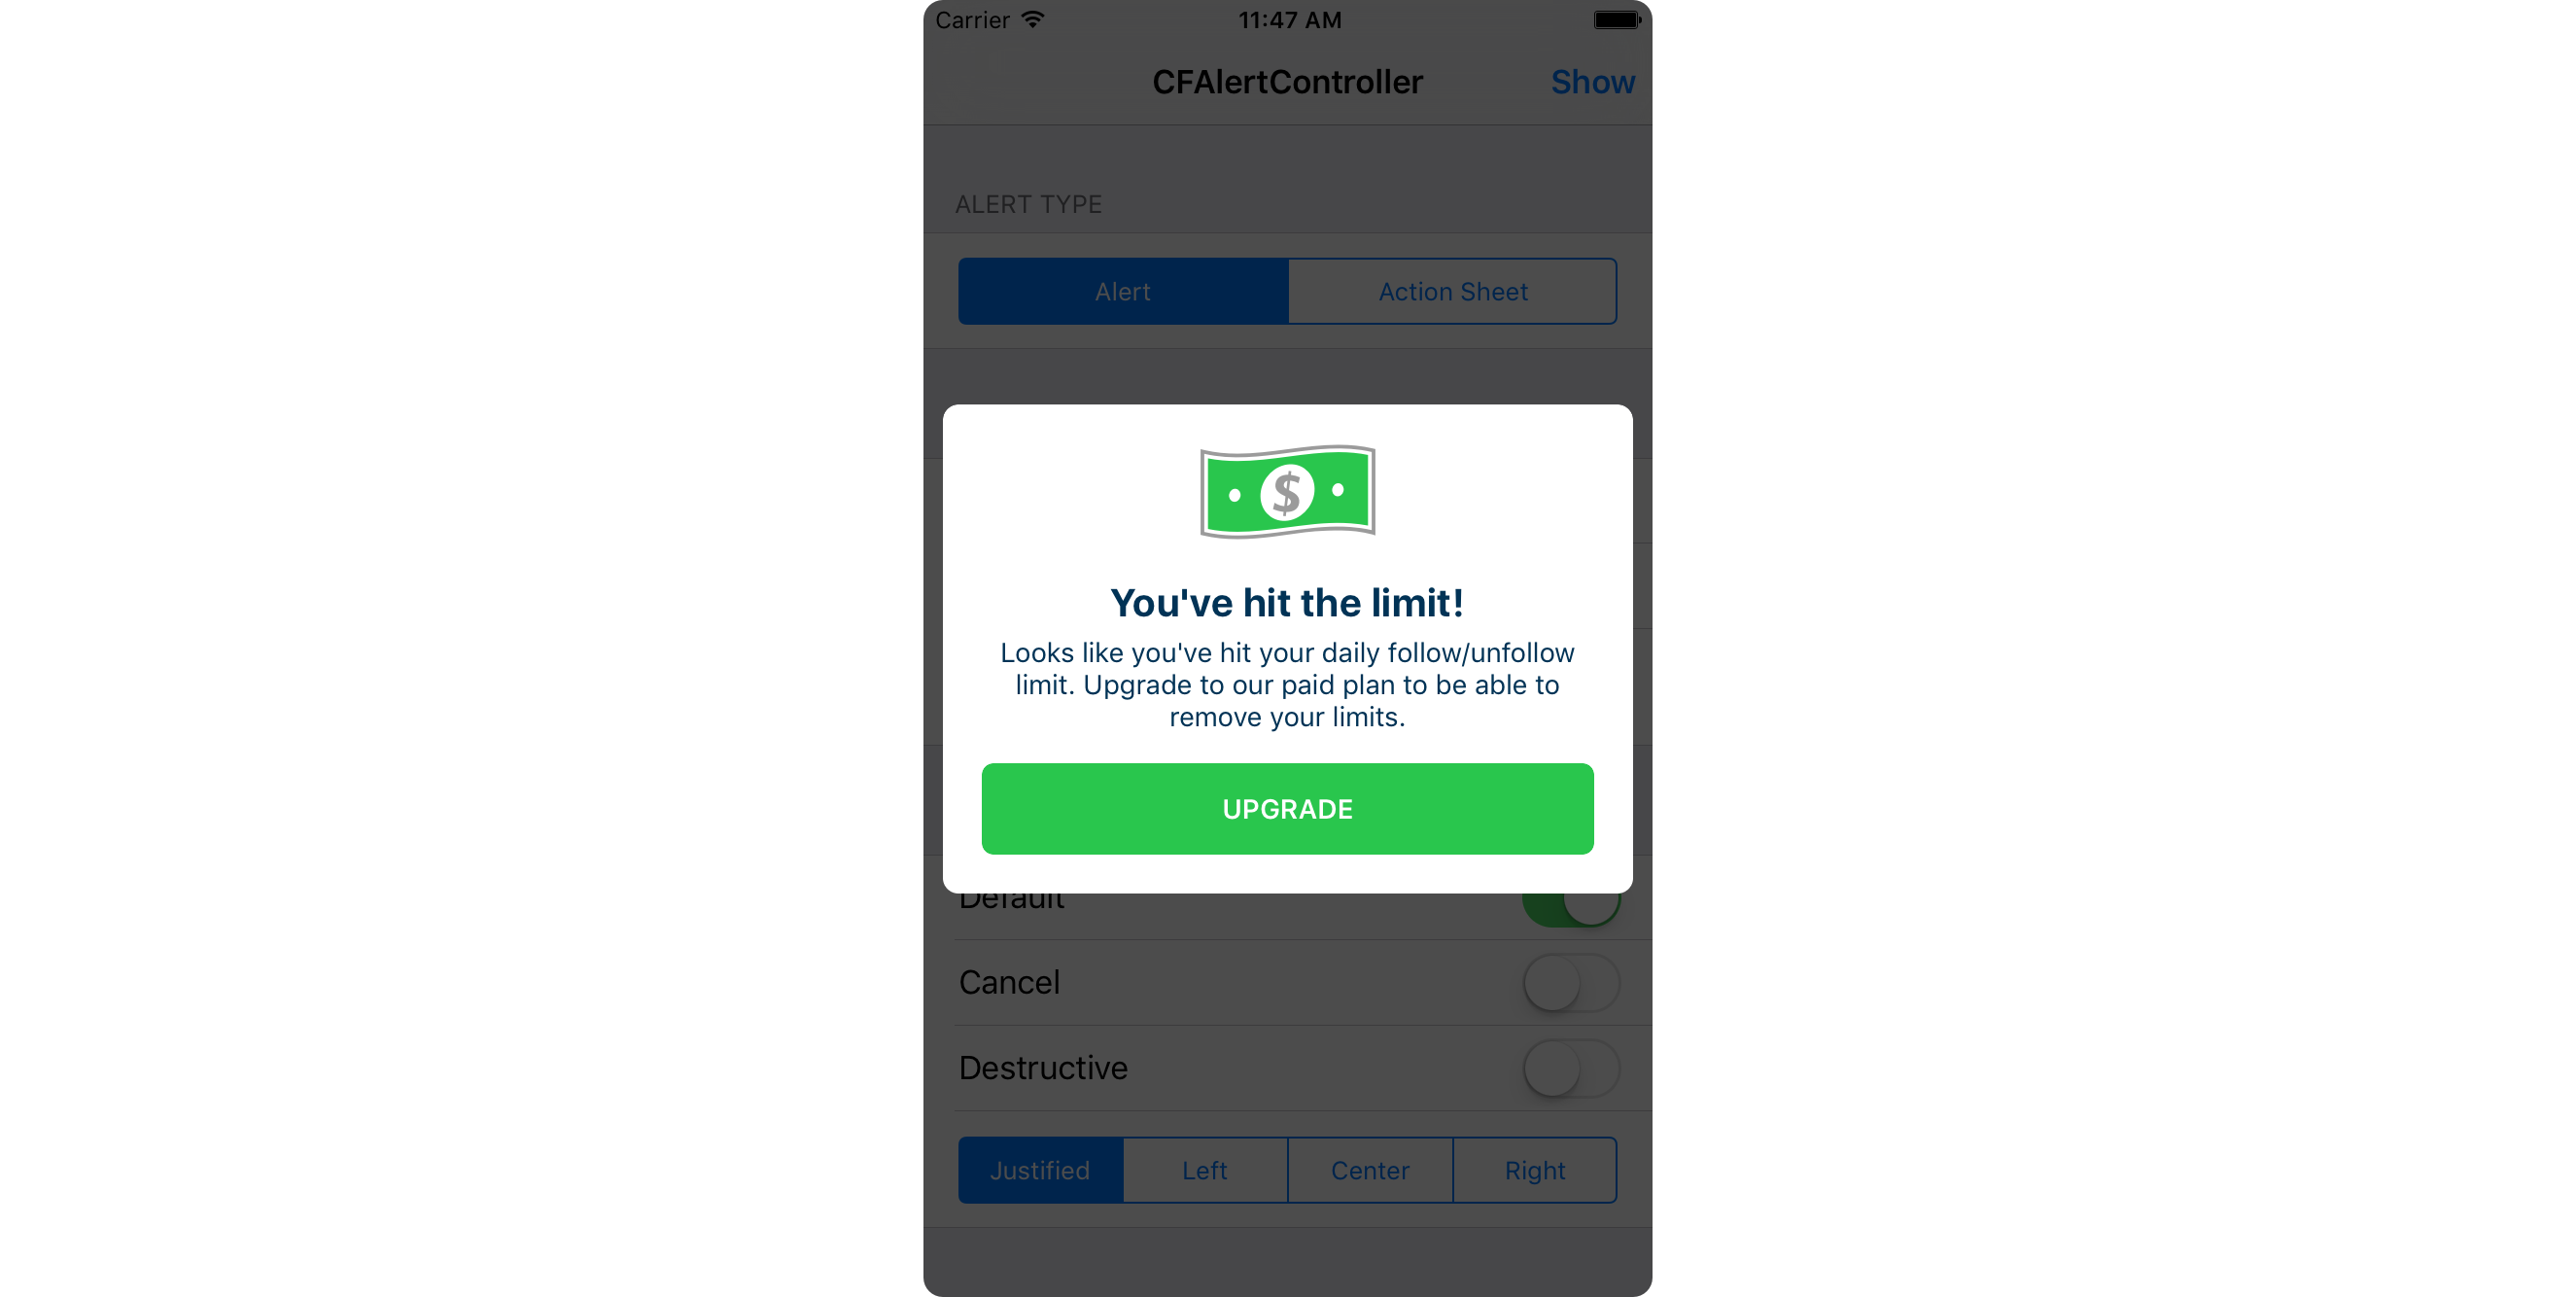 Carrier 11:47 AM
CFAlertController Show
ALERT TYPE
Alert Action Sheet
$
You've hit the limit!
Looks like you've hit your daily follow/unfollow
limit. Upgrade to our paid plan to be able to
remove your limits.
UPGRADE
Default
Cancel
Destructive
Justified Left Center Right